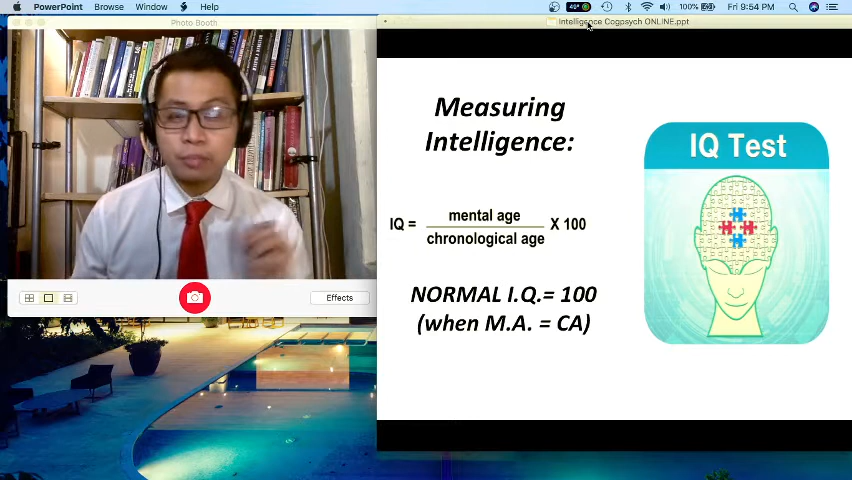 PowerPoint Browse Window Help
49°
100%
Fri 9:54 PM
Photo Booth
Intelligence Cogpsych ONLINE.ppt
Measuring
Intelligence:
IQ = mental age X 100
chronological age
NORMAL I.Q.= 100
(when M.A. = CA)
IQ Test
Effects